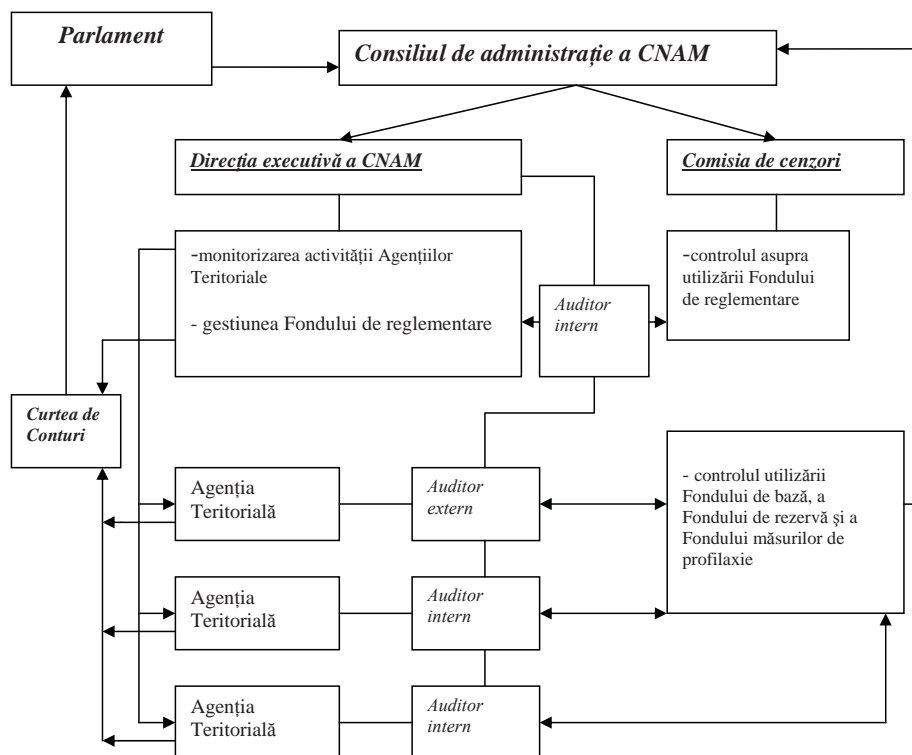 Parlament
Consiliul de administrație a CNAM
Direcția executivă a CNAM
Comisia de cenzori
-monitorizarea activității Agențiilor
Teritoriale
- gestiunea Fondului de reglementare
Auditor
intern
-controlul asupra
utilizării Fondului
de reglementare
Curtea de
Conturi
Agenția
Teritorială
Auditor
extern
- controlul utilizării
Fondului de bază, a
Fondului de rezervă și a
Fondului măsurilor de
profilaxie
Agenția
Teritorială
Auditor
intern
Agenția
Teritorială
Auditor
intern